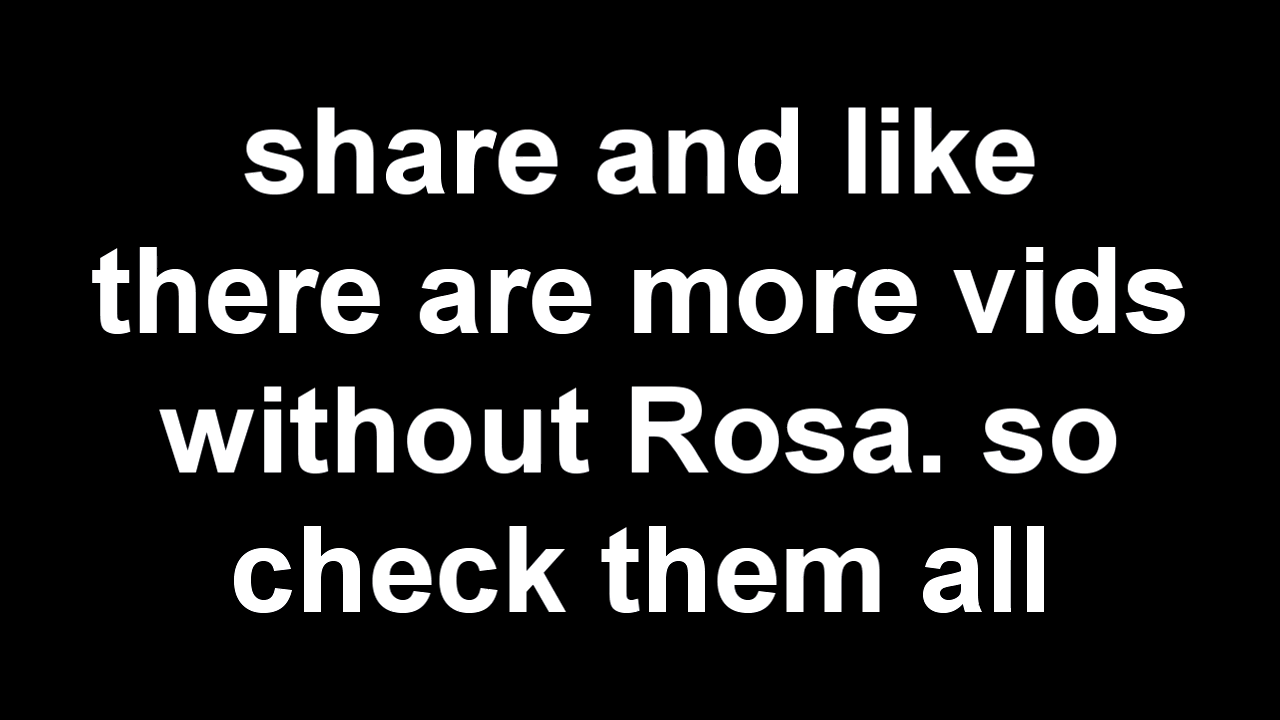 share and like
there are more vids
without Rosa. so
check them all